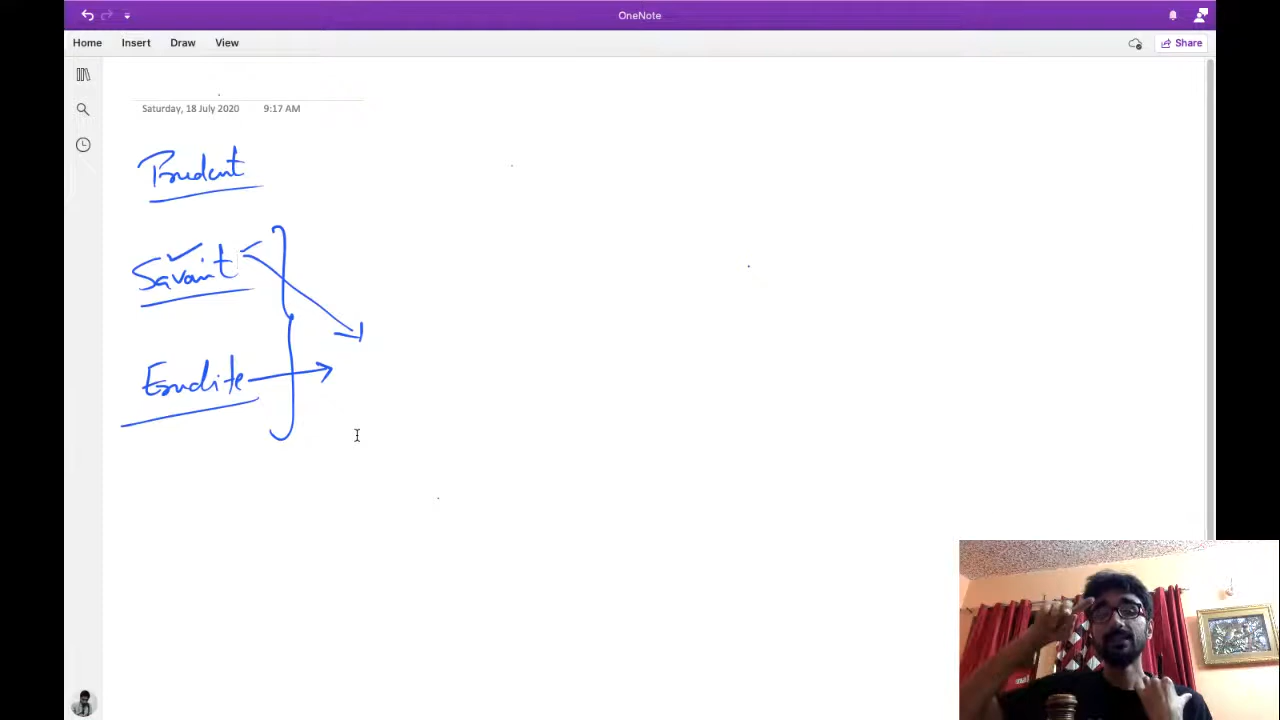 OneNote
Home Insert Draw View Share
Saturday, 18 July 2020 9:17 AM
Prudent
Savant
Erudite